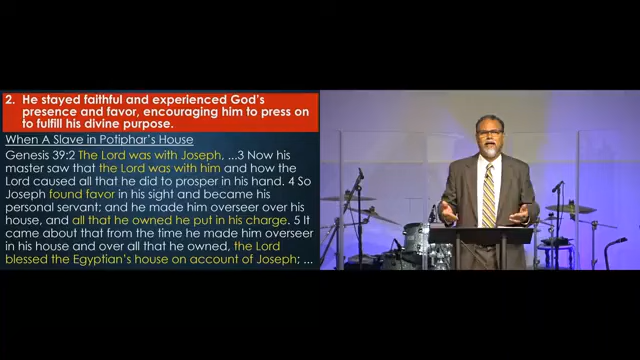 2. He stayed faithful and experienced God's
presence and favor, encouraging him to press on
to fulfill his divine purpose.
When A Slave in Potiphar's House
Genesis 39:2 The Lord was with Joseph, ...3 Now his
master saw that the Lord was with him and how the
Lord caused all that he did to prosper in his hand. 4 So
Joseph found favor in his sight and became his
personal servant; and he made him overseer over his
house, and all that he owned he put in his charge. 5 It
came about that from the time he made him overseer
in his house and over all that he owned, the Lord
blessed the Egyptian's house on account of Joseph; ...